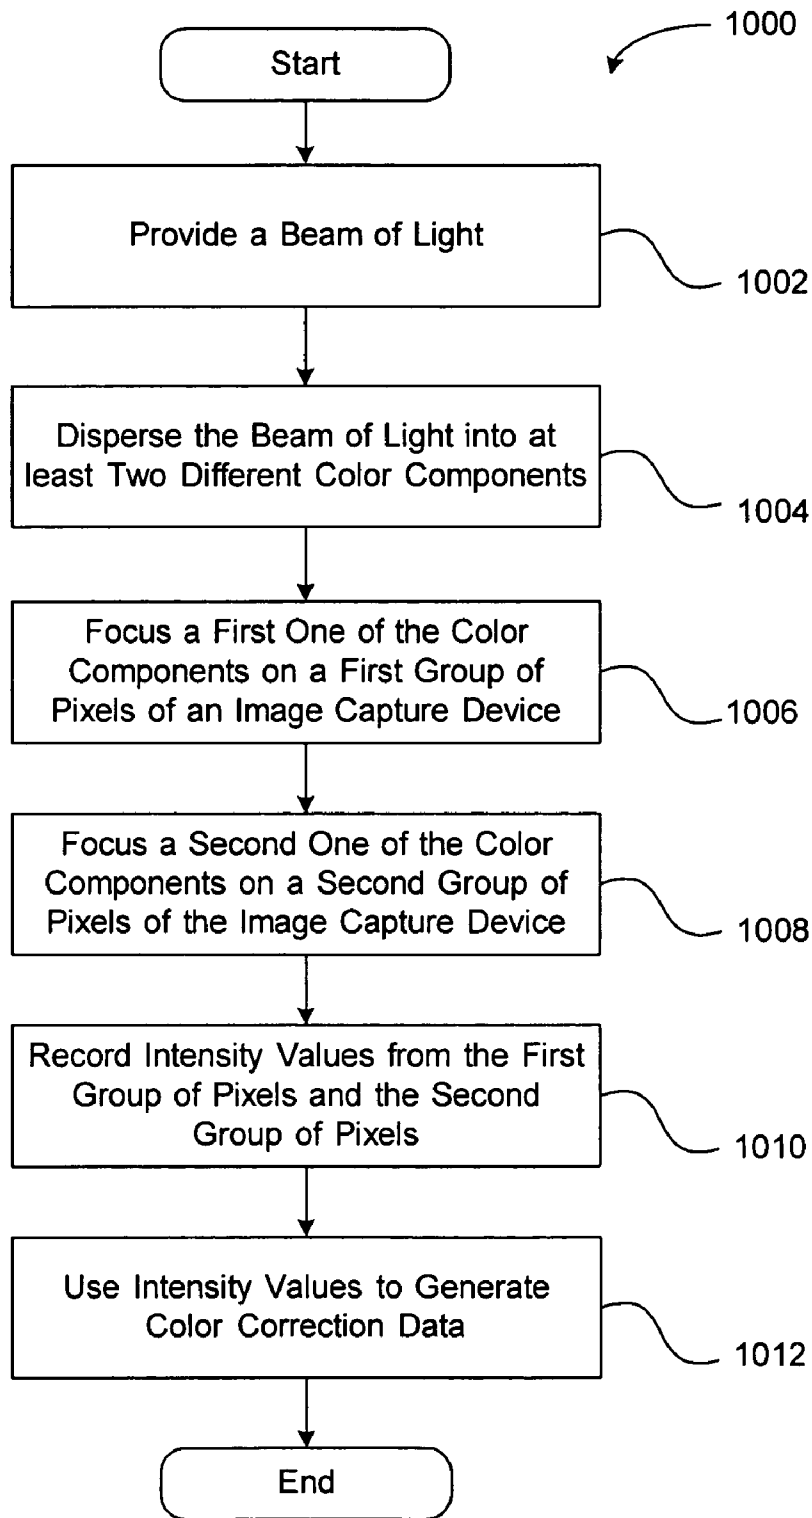 1000
Start
Provide a Beam of Light
1002
Disperse the Beam of Light into at
least Two Different Color Components
1004
Focus a First One of the Color
Components on a First Group of
Pixels of an Image Capture Device
1006
Focus a Second One of the Color
Components on a Second Group of
Pixels of the Image Capture Device
1008
Record Intensity Values from the First
Group of Pixels and the Second
Group of Pixels
1010
Use Intensity Values to Generate
Color Correction Data
1012
End